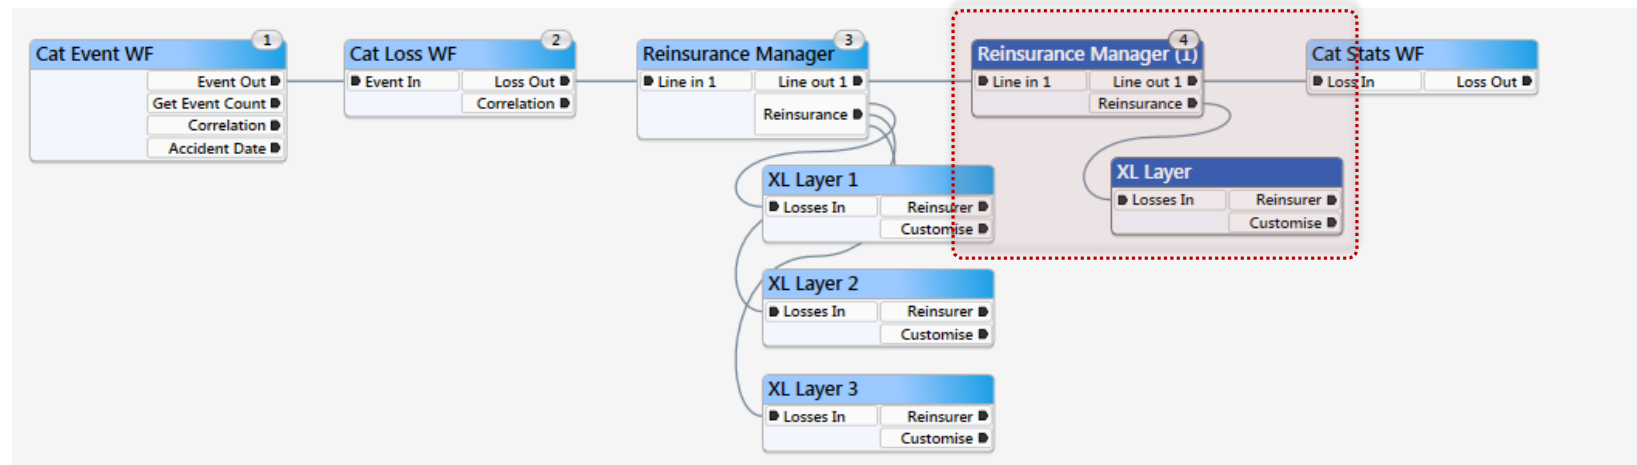 1
Cat Event WF
Event Out
Get Event Count
Correlation
Accident Date
2
Cat Loss WF
Event In Loss Out
Correlation
3
Reinsurance Manager
Line in 1 Line out 1
Reinsurance
4
Reinsurance Manager (1)
Line in 1 Line out 1
Reinsurance
Cat Stats WF
Loss In Loss Out
XL Layer 1
Losses In Reinsurer
Customise
XL Layer
Losses In Reinsurer
Customise
XL Layer 2
Losses In Reinsurer
Customise
XL Layer 3
Losses In Reinsurer
Customise